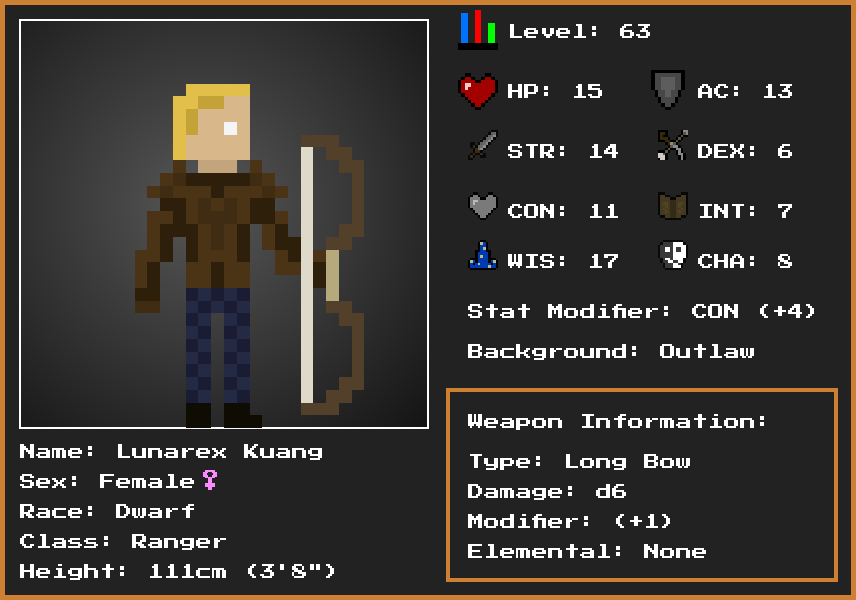 Level: 63
HP: 15
AC: 13
STR: 14
DEX: 6
CON: 11
INT: 7
WIS: 17
CHA: 8
Stat Modifier: CON (+4)
Background: Outlaw
Weapon Information:
Type: Long Bow
Damage: d6
Modifier: (+1)
Elemental: None
Name: Lunarex Kuang
Sex: Female♀
Race: Dwarf
Class: Ranger
Height: 111cm (3'8")